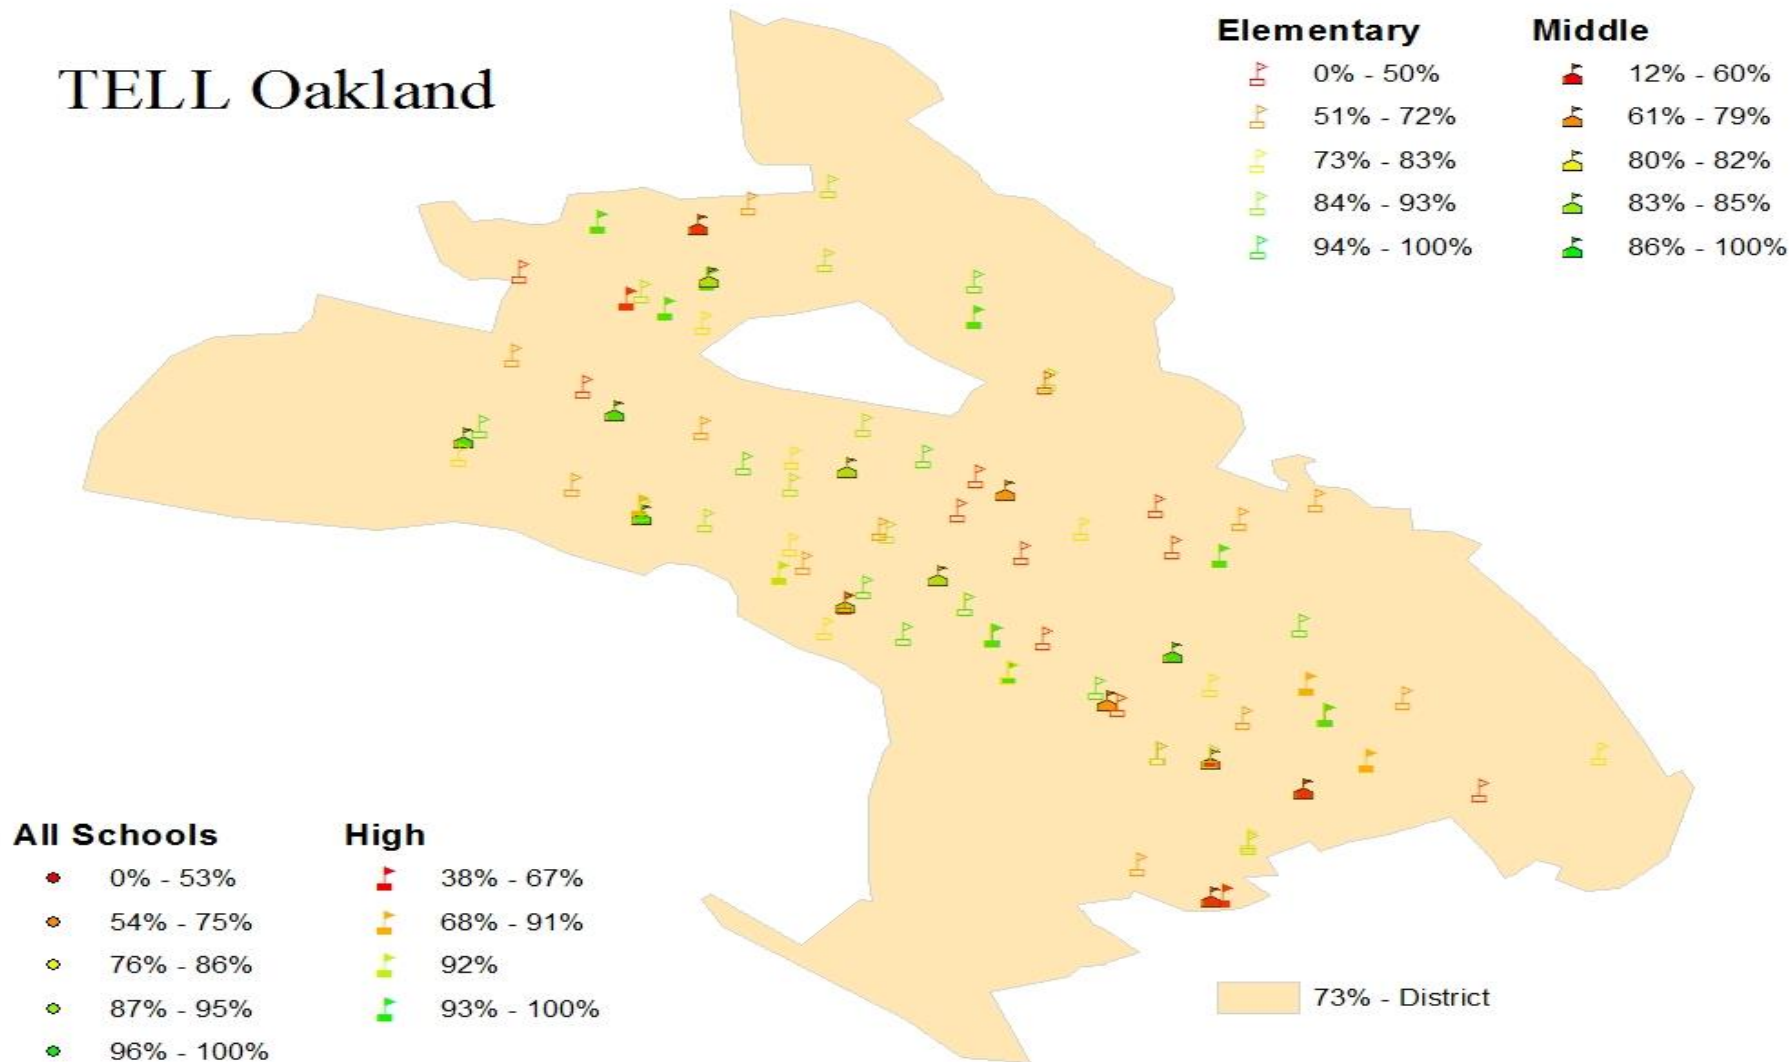 TELL Oakland
Elementary
0% - 50%
51% - 72%
73% - 83%
84% - 93%
94% - 100%
Middle
12% - 60%
61% - 79%
80% - 82%
83% - 85%
86% - 100%
All Schools
0% - 53%
54% - 75%
76% - 86%
87% - 95%
96% - 100%
High
38% - 67%
68% - 91%
92%
93% - 100%
73% - District